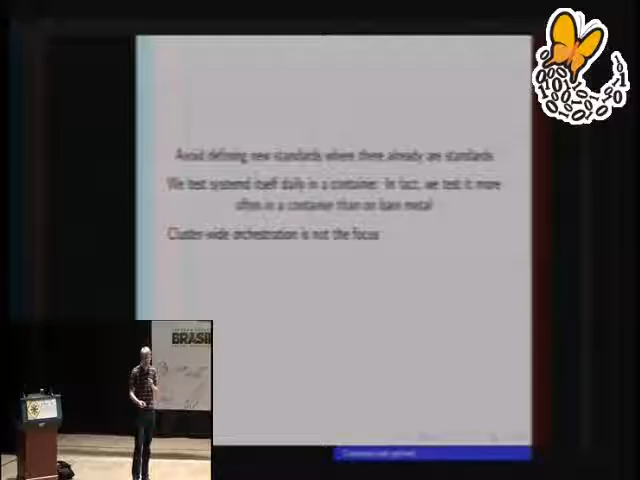 Avoid defining new standards where there already are standards
We test systemd itself daily in a container. In fact, we test it more
often in a container than on bare metal
Cluster-wide orchestration is not the focus
BRASIL